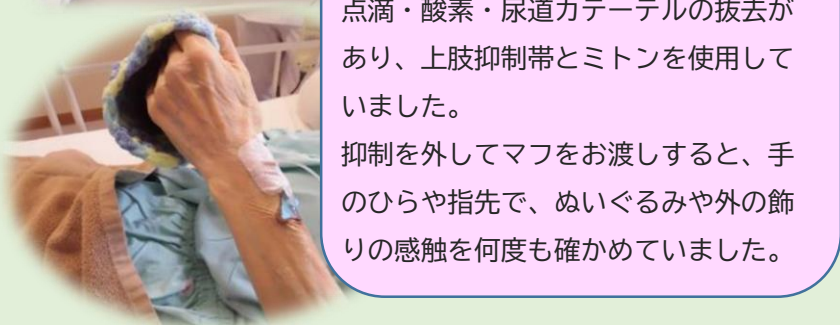 点滴・酸素・尿道カテーテルの抜去が
あり、上肢抑制帯とミトンを使用して
いました。
抑制を外してマフをお渡しすると、手
のひらや指先で、ぬいぐるみや外の飾
りの感触を何度も確かめていました。